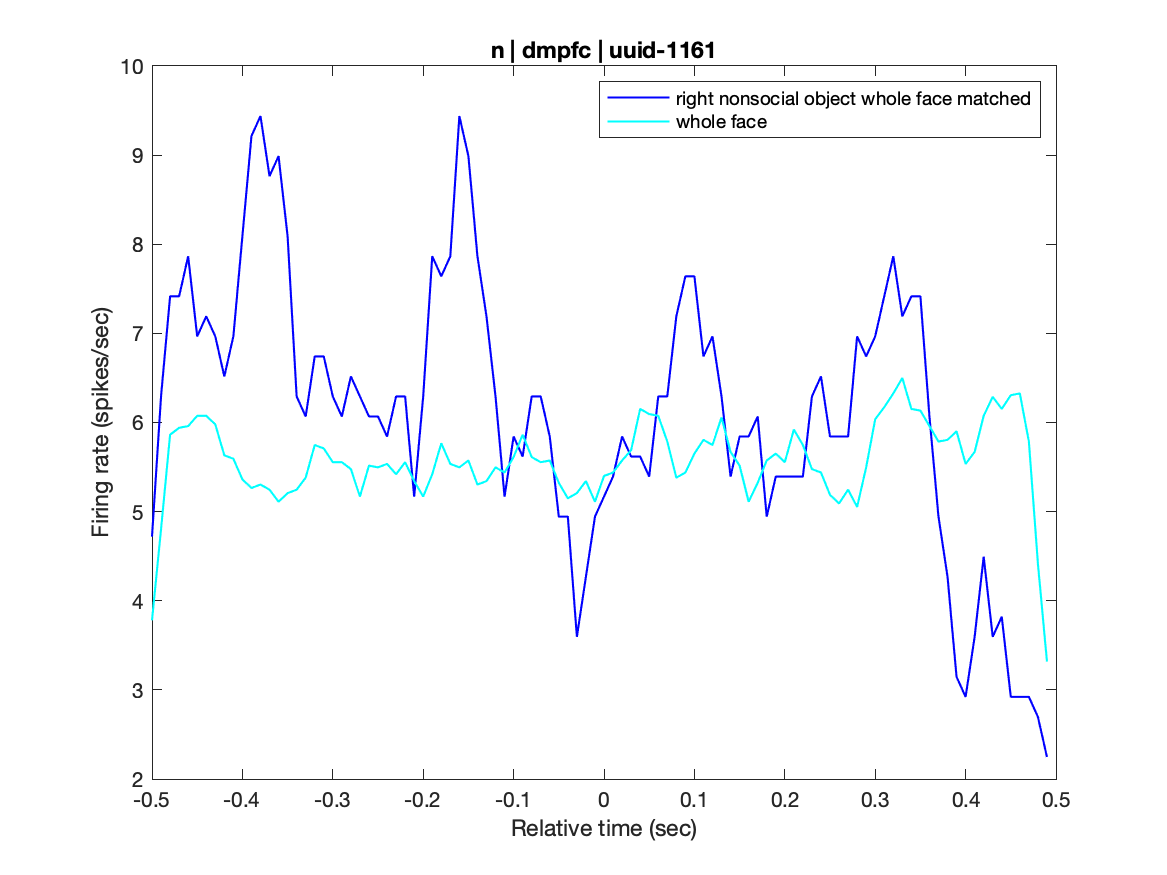 n | dmpfc | uuid-1161
right nonsocial object whole face matched
whole face
Firing rate (spikes/sec)
10
9
8
7
6
5
4
3
2
-0.5 -0.4 -0.3 -0.2 -0.1 0 0.1 0.2 0.3 0.4 0.5
Relative time (sec)